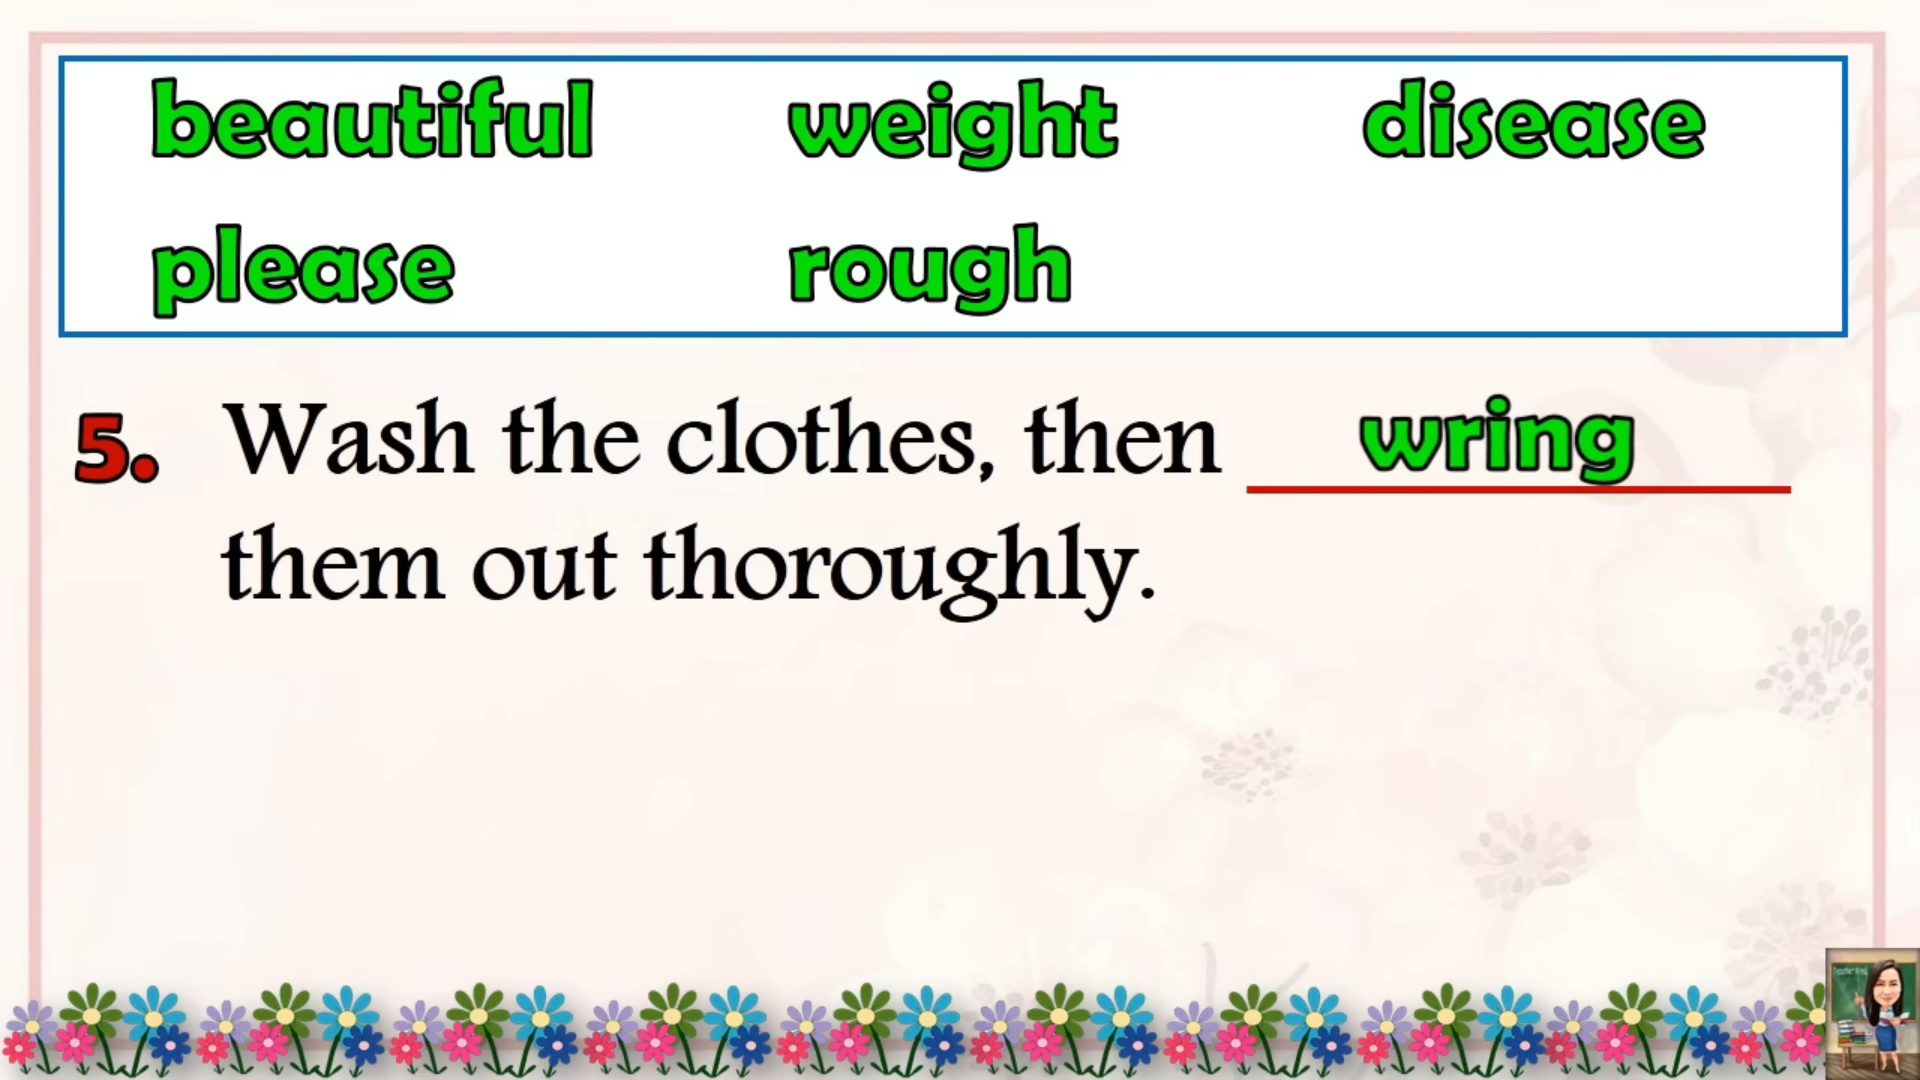 beautiful weight disease
please rough
5. Wash the clothes, then wring
them out thoroughly.